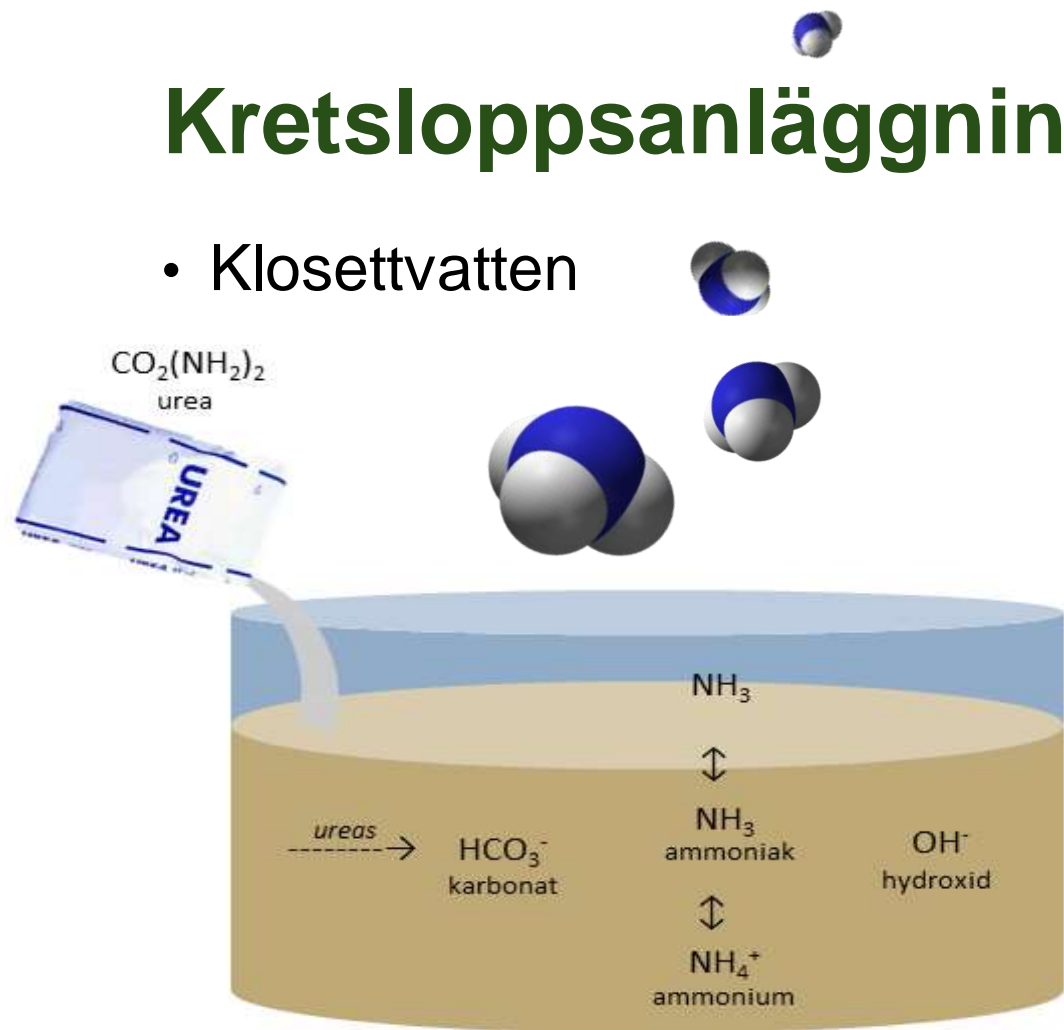 Kretsloppsanläggnin
• Klosettvatten
CO₂(NH₂)₂
urea
UREA
NH₃
ureas
HCO₃⁻
karbonat
NH₃
ammoniak
OH⁻
hydroxid
NH₄⁺
ammonium